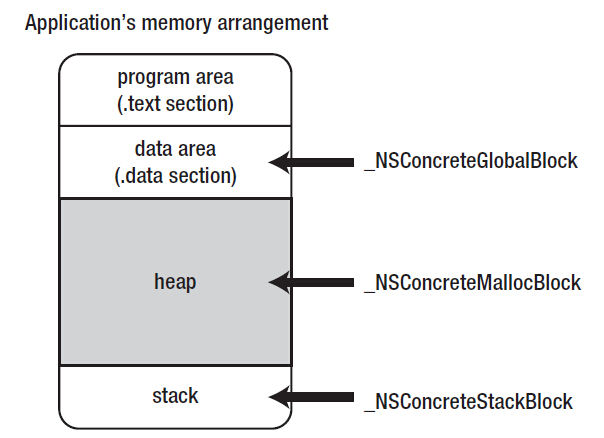 Application’s memory arrangement
program area
(.text section)
data area
(.data section)
_NSConcreteGlobalBlock
heap
_NSConcreteMallocBlock
stack
_NSConcreteStackBlock